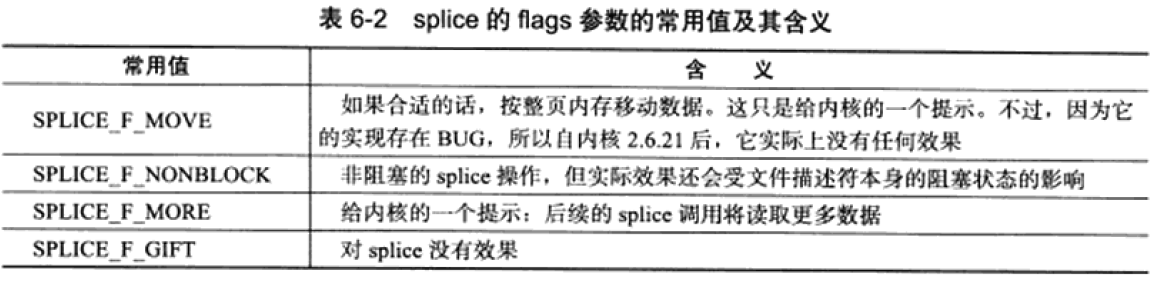 表 6-2 splice 的 flags 参数的常用值及其含义
常用值 含 义
SPLICE_F_MOVE 如果合适的话，按整页内存移动数据。这只是给内核的一个提示。不过，因为它
的实现存在 BUG，所以自内核 2.6.21 后，它实际上没有任何效果
SPLICE_F_NONBLOCK 非阻塞的 splice 操作，但实际效果还会受文件描述符本身的阻塞状态的影响
SPLICE_F_MORE 给内核的一个提示：后续的 splice 调用将读取更多数据
SPLICE_F_GIFT 对 splice 没有效果